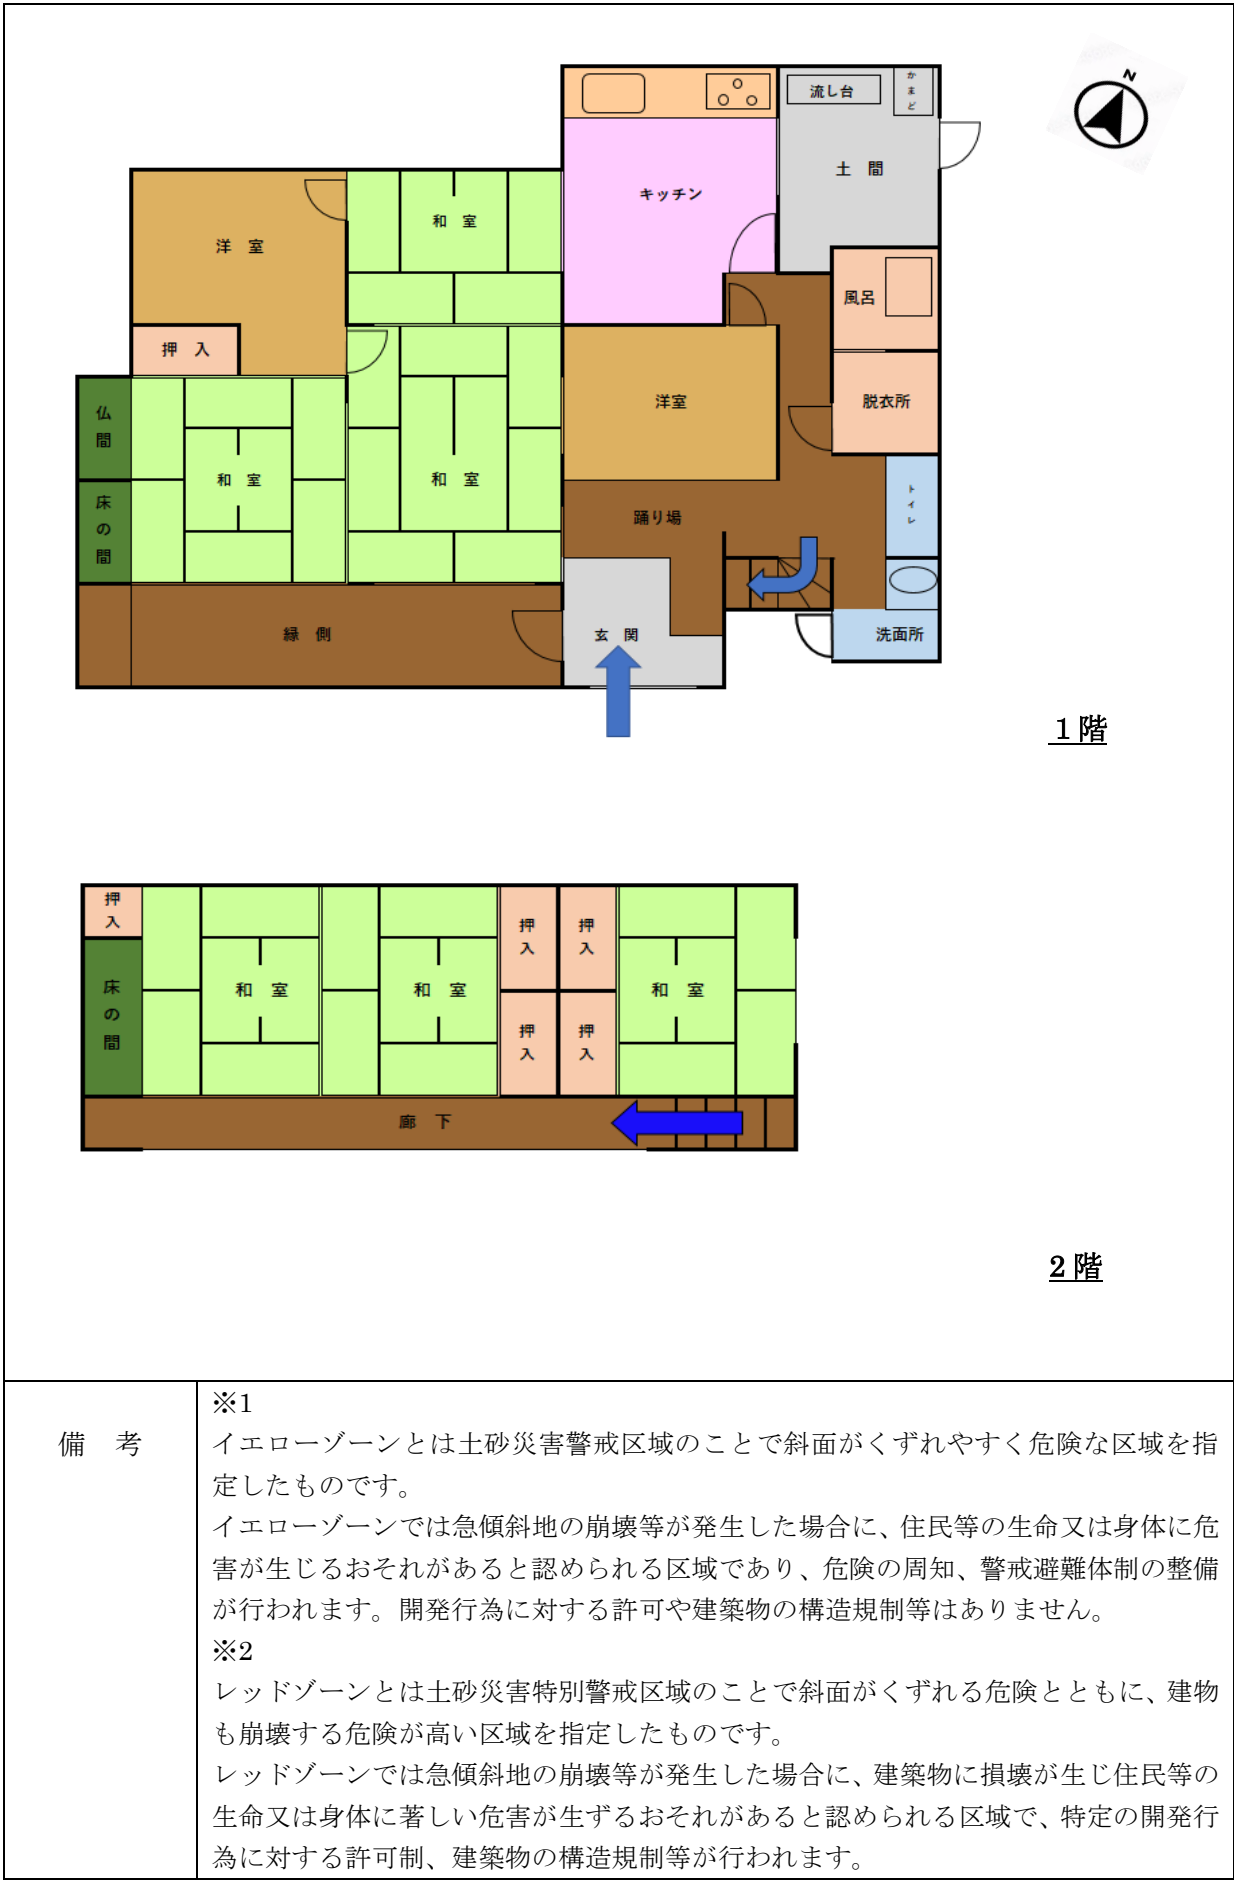 N
流し台
かまど
土 間
キッチン
和 室
洋 室
風呂
押 入
洋室
脱衣所
仏間
和 室
和 室
床の間
トイレ
踊り場
縁 側
玄 関
洗面所
1階
押入
押入
押入
床の間
和 室
和 室
和 室
押入
押入
廊 下
2階
備 考
※1
イエローゾーンとは土砂災害警戒区域のことで斜面がくずれやすく危険な区域を指
定したものです。
イエローゾーンでは急傾斜地の崩壊等が発生した場合に、住民等の生命又は身体に危
害が生じるおそれがあると認められる区域であり、危険の周知、警戒避難体制の整備
が行われます。開発行為に対する許可や建築物の構造規制等はありません。
※2
レッドゾーンとは土砂災害特別警戒区域のことで斜面がくずれる危険とともに、建物
も崩壊する危険が高い区域を指定したものです。
レッドゾーンでは急傾斜地の崩壊等が発生した場合に、建築物に損壊が生じ住民等の
生命又は身体に著しい危害が生ずるおそれがあると認められる区域で、特定の開発行
為に対する許可制、建築物の構造規制等が行われます。